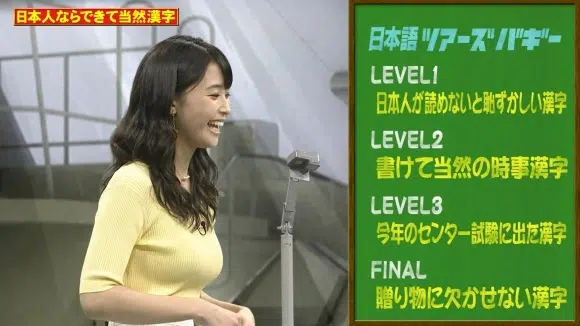 日本人ならできて当然漢字
日本語ツアーズバギー
LEVEL1
日本人が読めないと恥ずかしい漢字
LEVEL2
書けて当然の時事漢字
LEVEL3
今年のセンター試験に出た漢字
FINAL
贈り物に欠かせない漢字